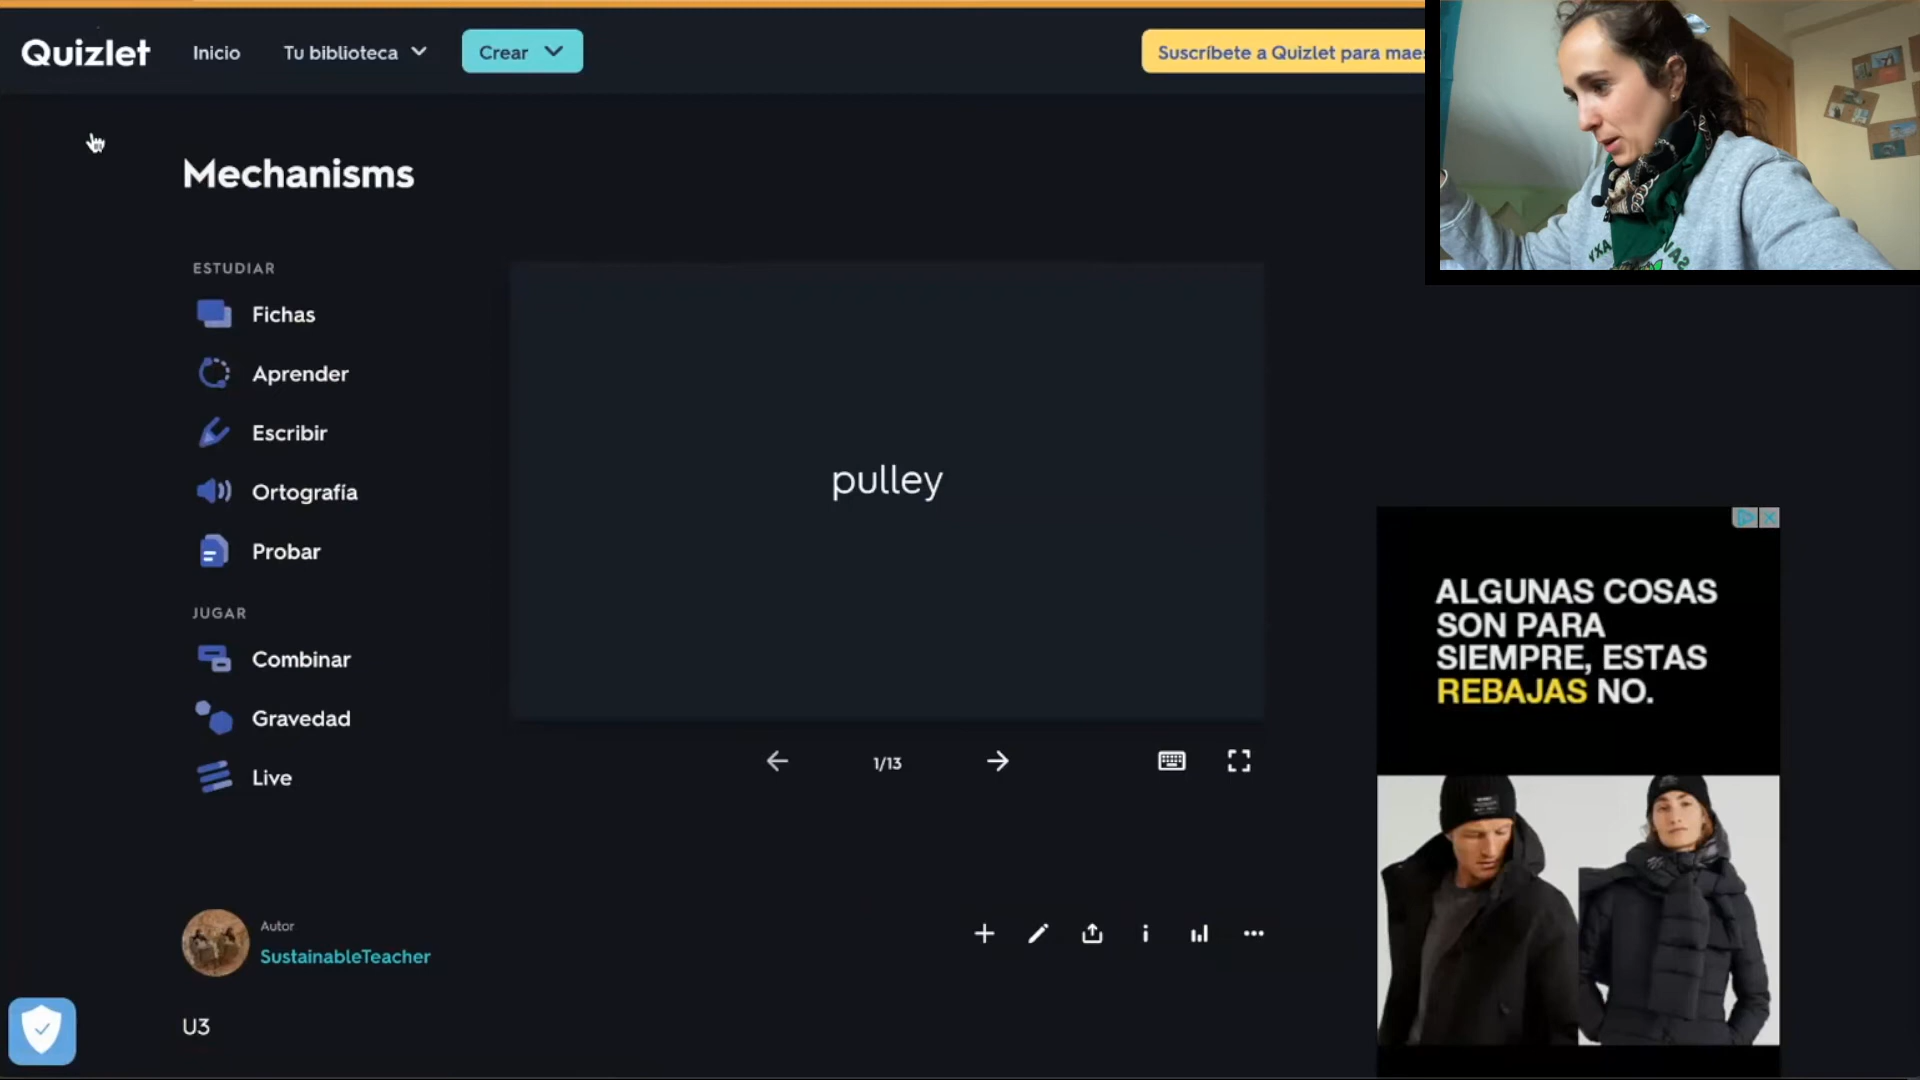 Quizlet
Inicio
Tu biblioteca
Crear
Suscríbete a Quizlet para
Mechanisms
ESTUDIAR
Fichas
Aprender
Escribir
Ortografía
Probar
JUGAR
Combinar
Gravedad
Live
pulley
1/13
ALGUNAS COSAS
SON PARA
SIEMPRE, ESTAS
REBAJAS NO.
Autor
SustainableTeacher
U3